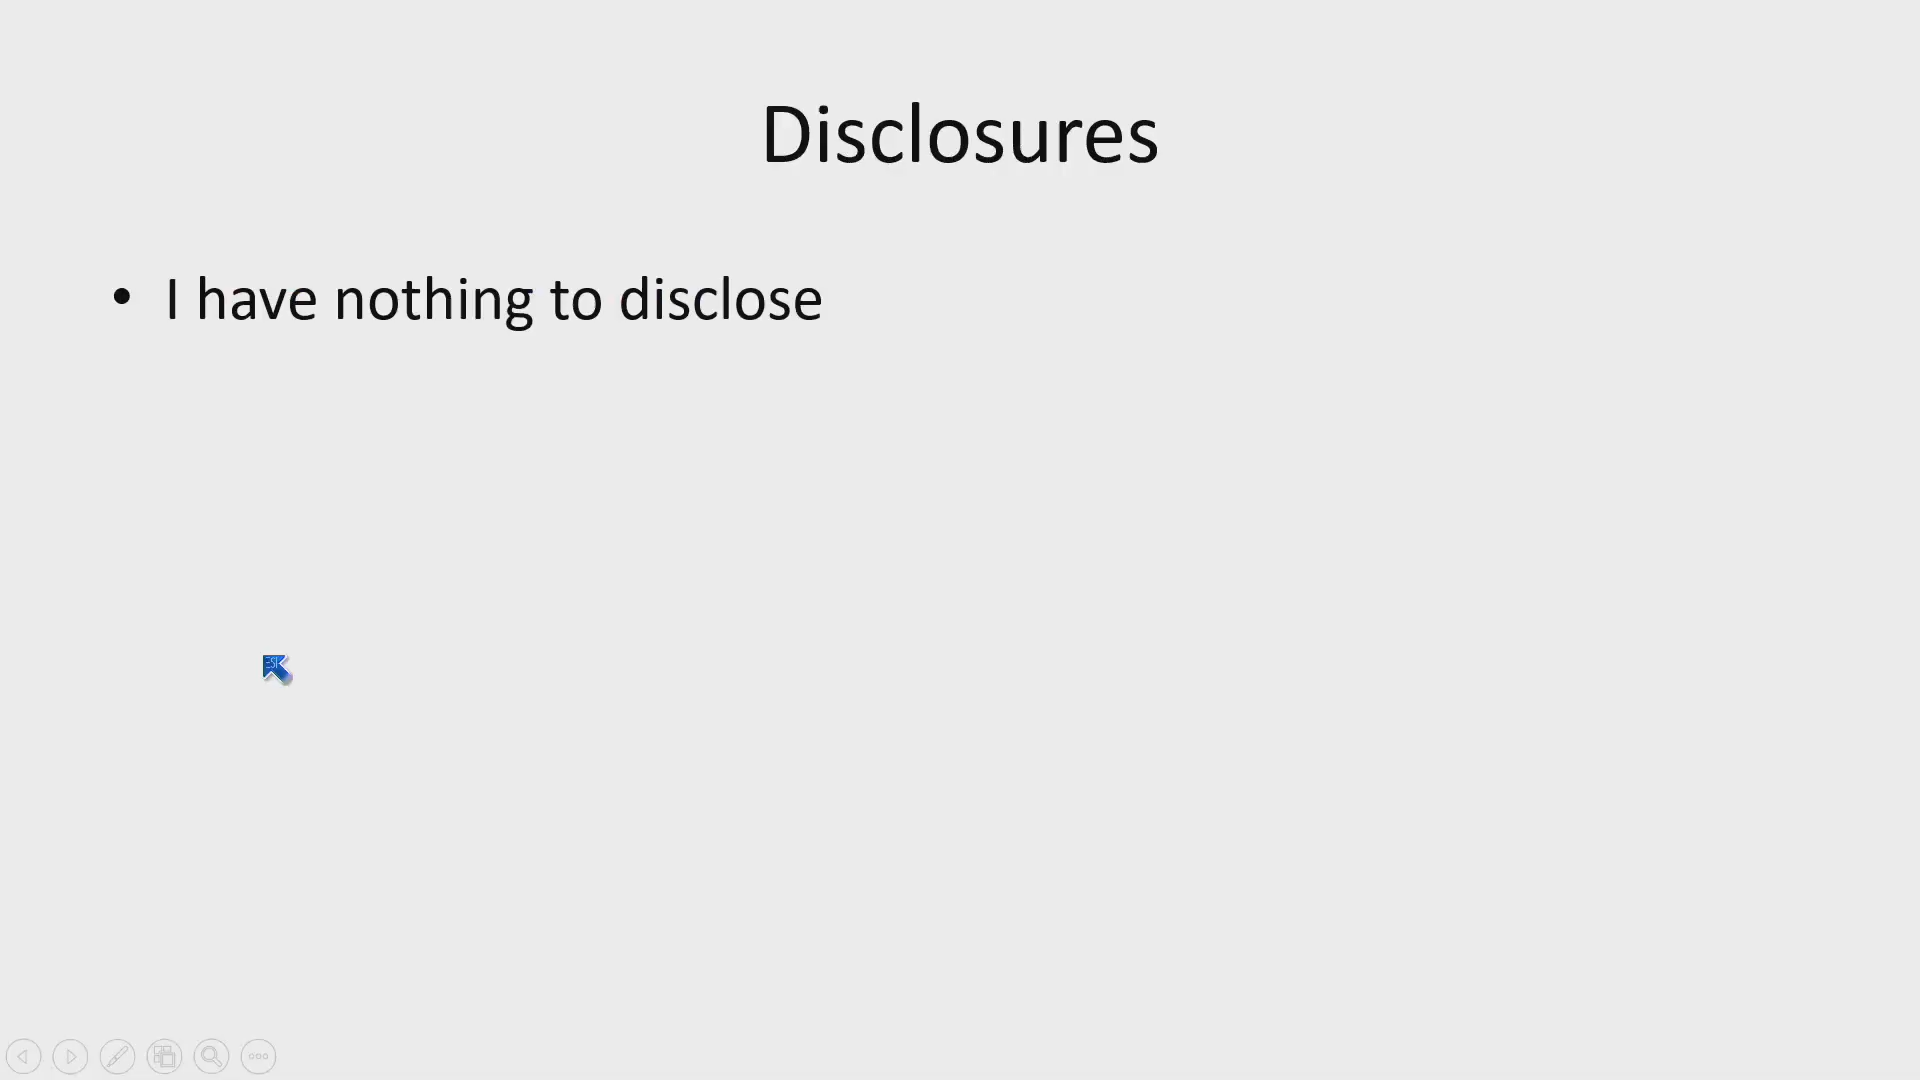 Disclosures
• I have nothing to disclose